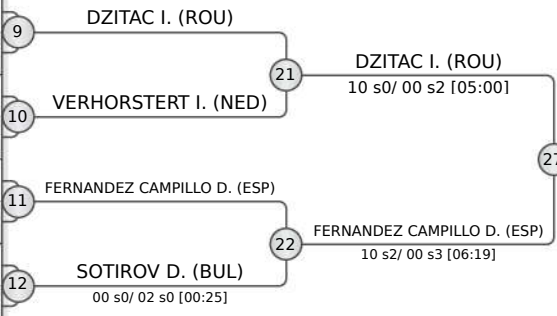 9
DZITAC I. (ROU)
21
DZITAC I. (ROU)
10 s0/ 00 s2 [05:00]
10
VERHORSTERT I. (NED)
27
11
FERNANDEZ CAMPILLO D. (ESP)
22
FERNANDEZ CAMPILLO D. (ESP)
10 s2/ 00 s3 [06:19]
12
SOTIROV D. (BUL)
00 s0/ 02 s0 [00:25]